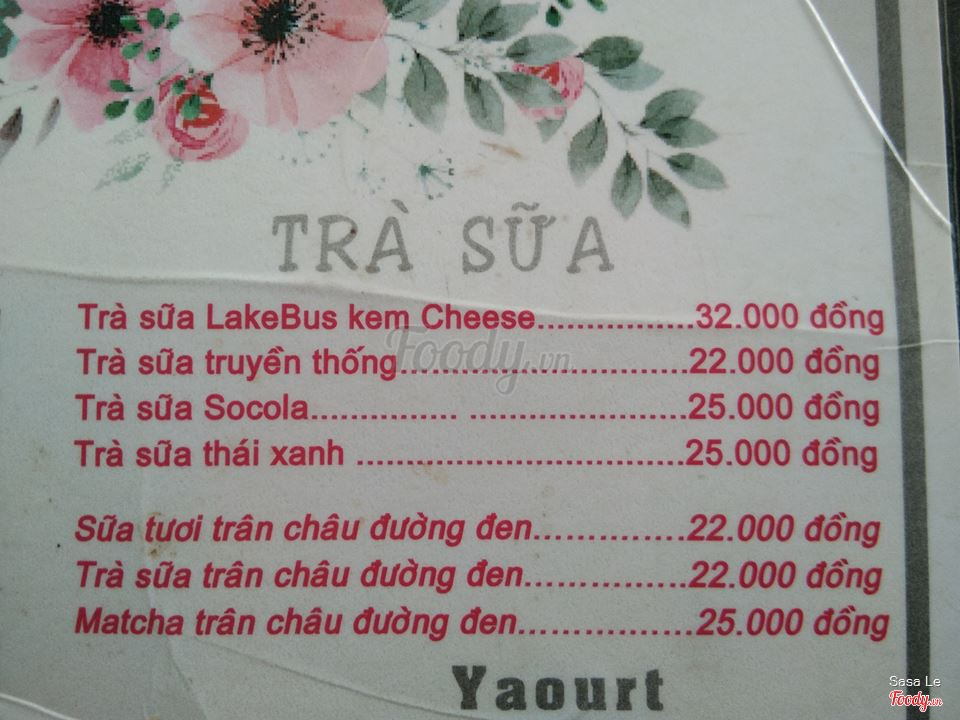 TRÀ SỮA
Trà sữa LakeBus kem Cheese................32.000 đồng
Trà sữa truyền thống.............................22.000 đồng
Trà sữa Socola............... ......................25.000 đồng
Trà sữa thái xanh .................................25.000 đồng
Sữa tươi trân châu đường đen................22.000 đồng
Trà sữa trân châu đường đen.................22.000 đồng
Matcha trân châu đường đen..................25.000 đồng
Yaourt
Foody.vn
Sasa Le
Foody.vn